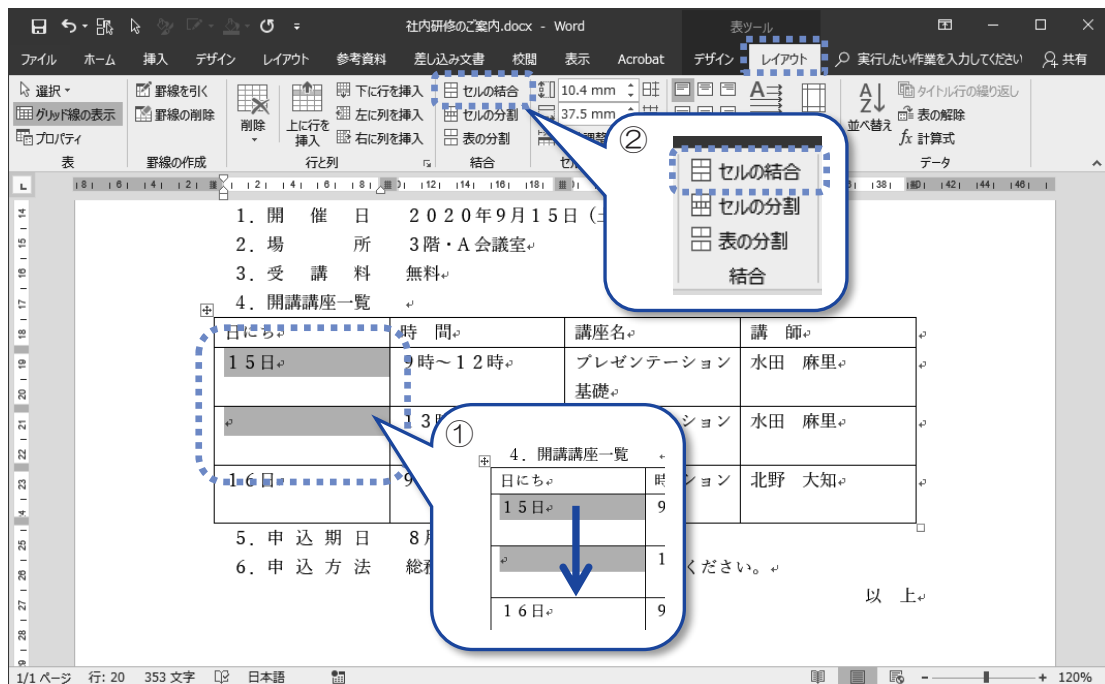 社内研修のご案内.docx - Word
表ツール
ファイル ホーム 挿入 デザイン レイアウト 参考資料 差し込み文書 校閲 表示 Acrobat デザイン レイアウト 実行したい作業を入力してください 共有
選択
グリッド線の表示
プロパティ
表
罫線を引く
罫線の削除
罫線の作成
削除
上に行を挿入
下に行を挿入
左に列を挿入
右に列を挿入
行と列
セルの結合
セルの分割
表の分割
結合
10.4 mm
37.5 mm
並べ替え
タイトル行の繰り返し
表の解除
fx 計算式
データ
②
セルの結合
セルの分割
表の分割
結合
1．開 催 日 2020年9月15日（
2．場 所 3階・A会議室
3．受 講 料 無料
4．開講講座一覧
日にち 時 間 講座名 講 師
15日 9時～12時 プレゼンテーション基礎 水田 麻里
13 ション 水田 麻里
16日 9 ション 北野 大知
5．申 込 期 日 8
6．申 込 方 法 総 ください。
以 上
①
4．開講講座一覧
日にち 時
15日 9
1
16日 9
1/1 ページ 行: 20 353 文字 日本語 120%